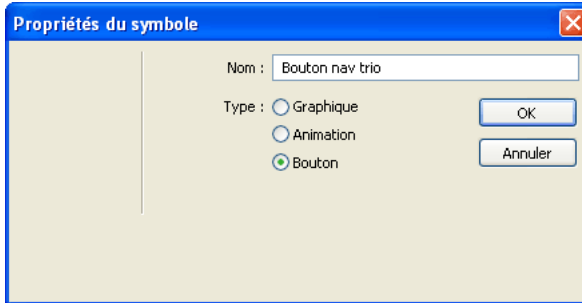 Propriétés du symbole
Nom : Bouton nav trio
Type : Graphique
OK
Animation
Annuler
Bouton